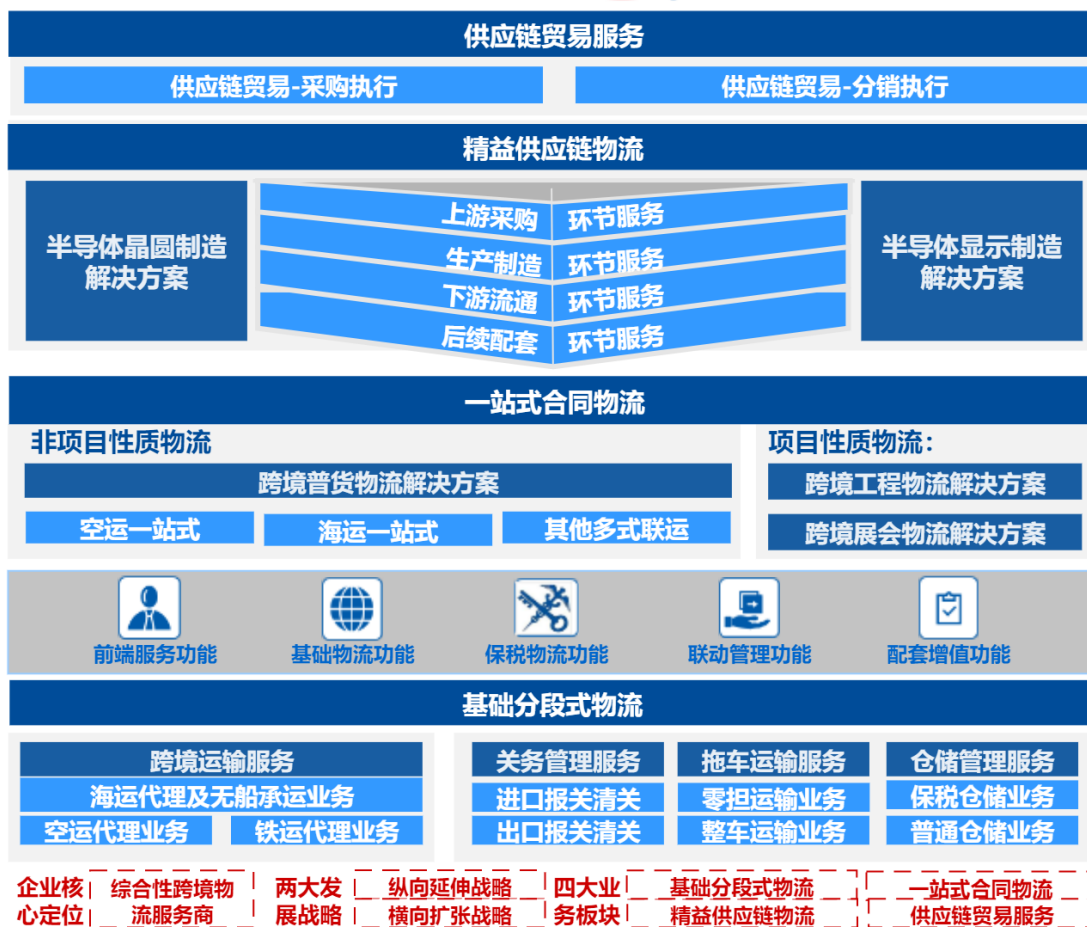 供应链贸易服务
供应链贸易-采购执行
供应链贸易-分销执行
精益供应链物流
半导体晶圆制造
解决方案
上游采购 环节服务
生产制造 环节服务
下游流通 环节服务
后续配套 环节服务
半导体显示制造
解决方案
一站式合同物流
非项目性质物流
跨境普货物流解决方案
空运一站式
海运一站式
其他多式联运
项目性质物流：
跨境工程物流解决方案
跨境展会物流解决方案
前端服务功能
基础物流功能
保税物流功能
联动管理功能
配套增值功能
基础分段式物流
跨境运输服务
海运代理及无船承运业务
空运代理业务
铁运代理业务
关务管理服务
进口报关清关
出口报关清关
拖车运输服务
零担运输业务
整车运输业务
仓储管理服务
保税仓储业务
普通仓储业务
企业核
心定位
综合性跨境物
流服务商
两大发
展战略
纵向延伸战略
横向扩张战略
四大业
务板块
基础分段式物流
精益供应链物流
一站式合同物流
供应链贸易服务